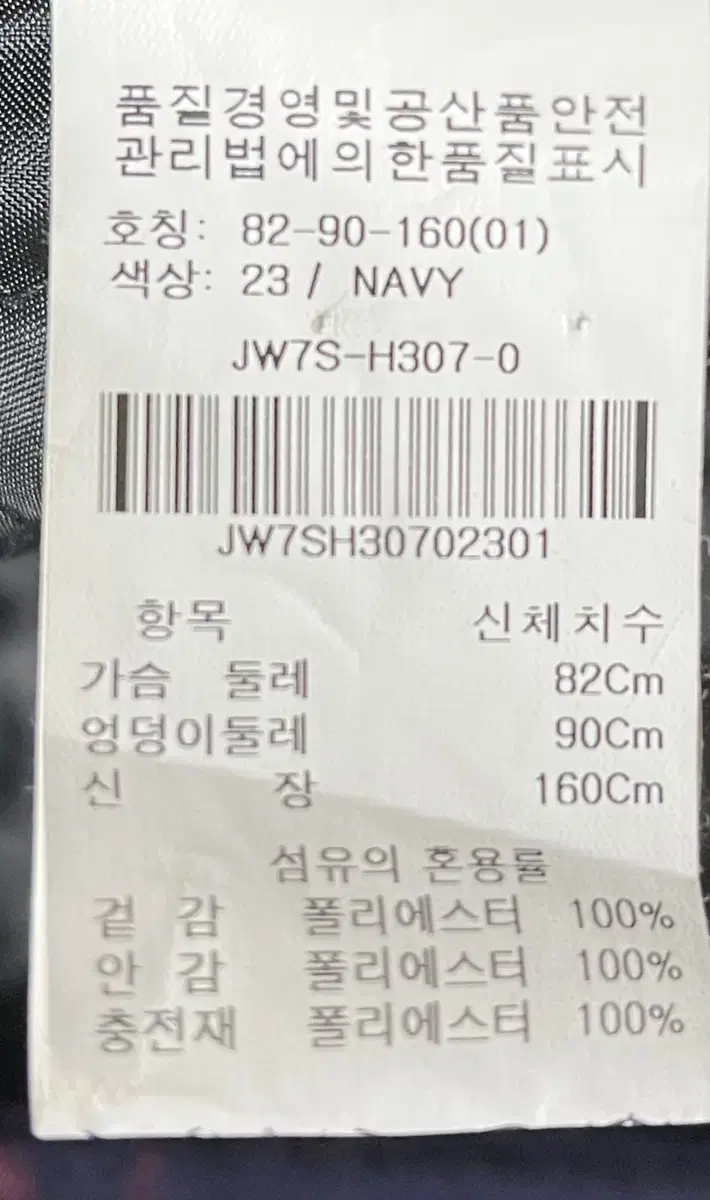 품질경영및공산품안전
관리법에의한품질표시
호칭: 82-90-160(01)
색상: 23 / NAVY
JW7S-H307-0
JW7SH30702301
항목 신체치수
가슴 둘레 82Cm
엉덩이둘레 90Cm
신 장 160Cm
섬유의 혼용률
겉 감 폴리에스터 100%
안 감 폴리에스터 100%
충전재 폴리에스터 100%